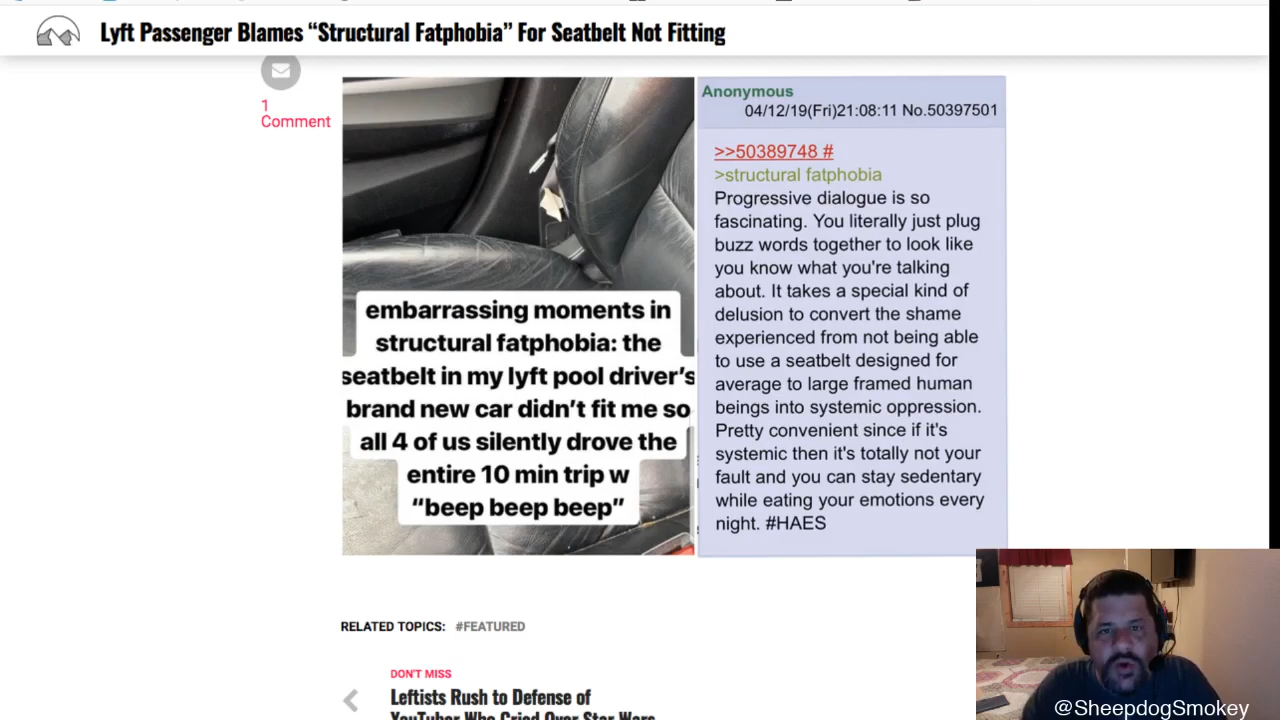 Lyft Passenger Blames “Structural Fatphobia” For Seatbelt Not Fitting
1
Comment
embarrassing moments in
structural fatphobia: the
seatbelt in my lyft pool driver’s
brand new car didn’t fit me so
all 4 of us silently drove the
entire 10 min trip w
“beep beep beep”
Anonymous
04/12/19(Fri)21:08:11 No.50397501
>>50389748 #
>structural fatphobia
Progressive dialogue is so
fascinating. You literally just plug
buzz words together to look like
you know what you're talking
about. It takes a special kind of
delusion to convert the shame
experienced from not being able
to use a seatbelt designed for
average to large framed human
beings into systemic oppression.
Pretty convenient since if it's
systemic then it's totally not your
fault and you can stay sedentary
while eating your emotions every
night. #HAES
RELATED TOPICS: #FEATURED
DON'T MISS
Leftists Rush to Defense of
YouTuber Who Cried Over Star Wars
@SheepdogSmokey